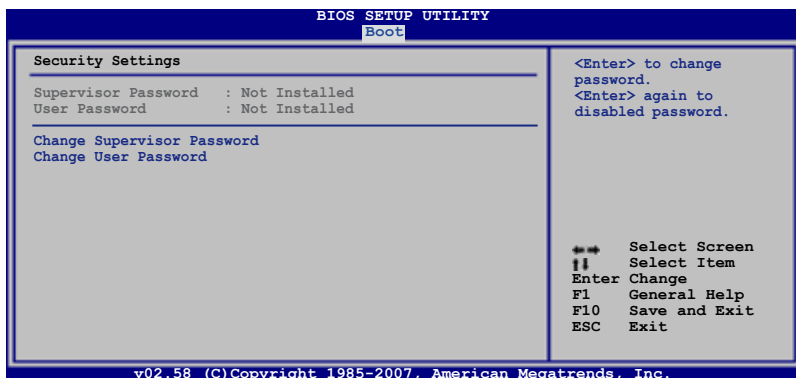 BIOS SETUP UTILITY
Boot
Security Settings
Supervisor Password : Not Installed
User Password : Not Installed
Change Supervisor Password
Change User Password
<Enter> to change
password.
<Enter> again to
disabled password.
Select Screen
Select Item
Enter Change
F1 General Help
F10 Save and Exit
ESC Exit
v02.58 (C)Copyright 1985-2007, American Megatrends, Inc.